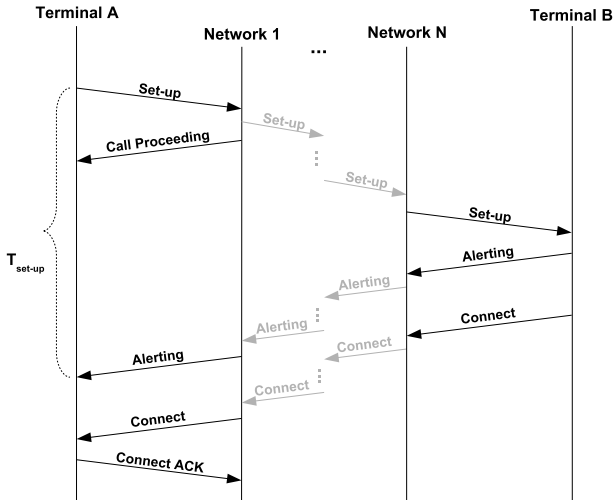 Terminal A
Terminal B
Network 1
Network N
...
Set-up
Set-up
Call Proceeding
Set-up
Set-up
Alerting
T set-up
Alerting
Connect
Alerting
Connect
Alerting
Connect
Connect
Connect ACK